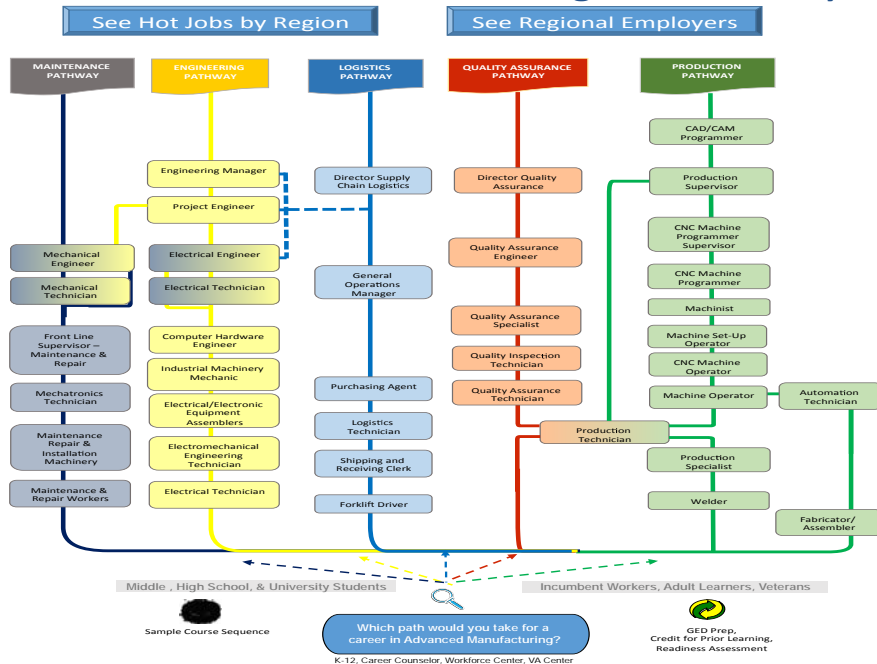 See Hot Jobs by Region
See Regional Employers
MAINTENANCE
PATHWAY
ENGINEERING
PATHWAY
LOGISTICS
PATHWAY
QUALITY ASSURANCE
PATHWAY
PRODUCTION
PATHWAY
CAD/CAM
Programmer
Engineering Manager
Director Supply
Chain Logistics
Director Quality
Assurance
Production
Supervisor
Project Engineer
Mechanical
Engineer
Electrical Engineer
Quality Assurance
Engineer
CNC Machine
Programmer
Supervisor
Mechanical
Technician
Electrical Technician
General
Operations
Manager
CNC Machine
Programmer
Machinist
Front Line
Supervisor –
Maintenance &
Repair
Computer Hardware
Engineer
Quality Assurance
Specialist
Machine Set-Up
Operator
Industrial Machinery
Mechanic
Quality Inspection
Technician
CNC Machine
Operator
Mechatronics
Technician
Electrical/Electronic
Equipment
Assemblers
Purchasing Agent
Quality Assurance
Technician
Machine Operator
Automation
Technician
Maintenance
Repair &
Installation
Machinery
Electromechanical
Engineering
Technician
Logistics
Technician
Production
Technician
Shipping and
Receiving Clerk
Production
Specialist
Maintenance &
Repair Workers
Electrical Technician
Forklift Driver
Welder
Fabricator/
Assembler
Middle , High School, & University Students
Incumbent Workers, Adult Learners, Veterans
Sample Course Sequence
Which path would you take for a
career in Advanced Manufacturing?
GED Prep,
Credit for Prior Learning,
Readiness Assessment
K-12, Career Counselor, Workforce Center, VA Center